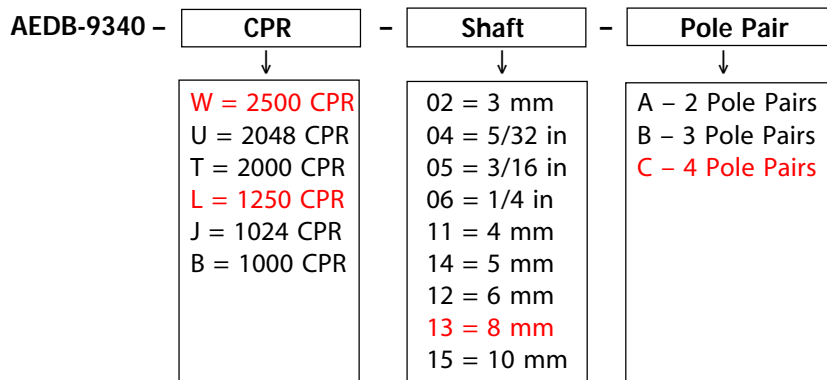 AEDB-9340 – CPR – Shaft – Pole Pair
W = 2500 CPR
U = 2048 CPR
T = 2000 CPR
L = 1250 CPR
J = 1024 CPR
B = 1000 CPR
02 = 3 mm
04 = 5/32 in
05 = 3/16 in
06 = 1/4 in
11 = 4 mm
14 = 5 mm
12 = 6 mm
13 = 8 mm
15 = 10 mm
A – 2 Pole Pairs
B – 3 Pole Pairs
C – 4 Pole Pairs